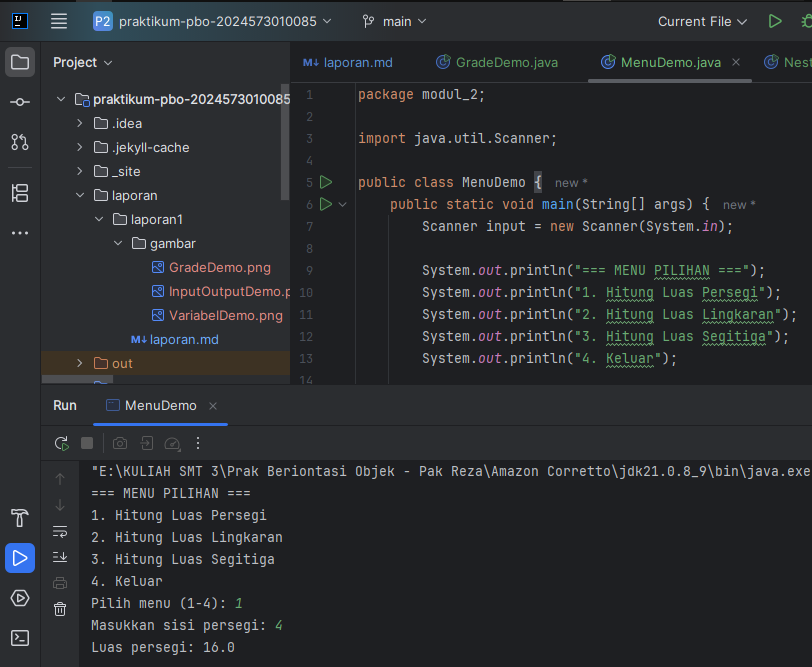 IJ P2 praktikum-pbo-2024573010085 main Current File
Project
praktikum-pbo-2024573010085
.idea
.jekyll-cache
_site
laporan
laporan1
gambar
GradeDemo.png
InputOutputDemo.p
VariabelDemo.png
M↓ laporan.md
out
M↓ laporan.md GradeDemo.java MenuDemo.java × Nest
1 package modul_2;
2
3 import java.util.Scanner;
4
5 public class MenuDemo { new *
6 public static void main(String[] args) { new *
7 Scanner input = new Scanner(System.in);
8
9 System.out.println("=== MENU PILIHAN ===");
10 System.out.println("1. Hitung Luas Persegi");
11 System.out.println("2. Hitung Luas Lingkaran");
12 System.out.println("3. Hitung Luas Segitiga");
13 System.out.println("4. Keluar");
14
Run MenuDemo ×
"E:\KULIAH SMT 3\Prak Beriontasi Objek - Pak Reza\Amazon Corretto\jdk21.0.8_9\bin\java.exe
=== MENU PILIHAN ===
1. Hitung Luas Persegi
2. Hitung Luas Lingkaran
3. Hitung Luas Segitiga
4. Keluar
Pilih menu (1-4): 1
Masukkan sisi persegi: 4
Luas persegi: 16.0